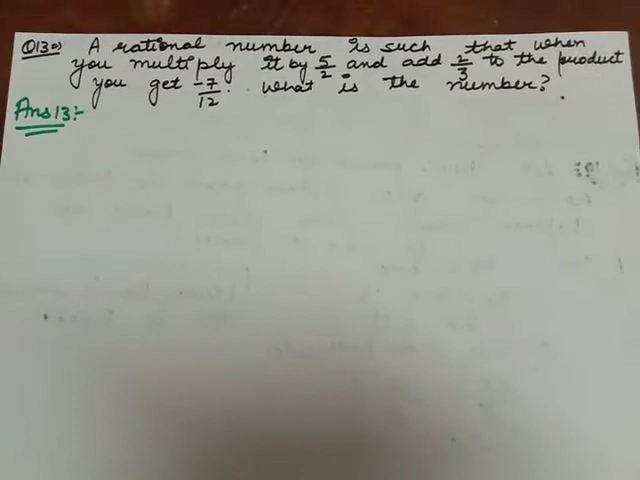 Q13⇒ A rational number is such that when
you multiply it by 5/2 and add 2/3 to the product
you get -7/12. what is the number?
Ans 13:-